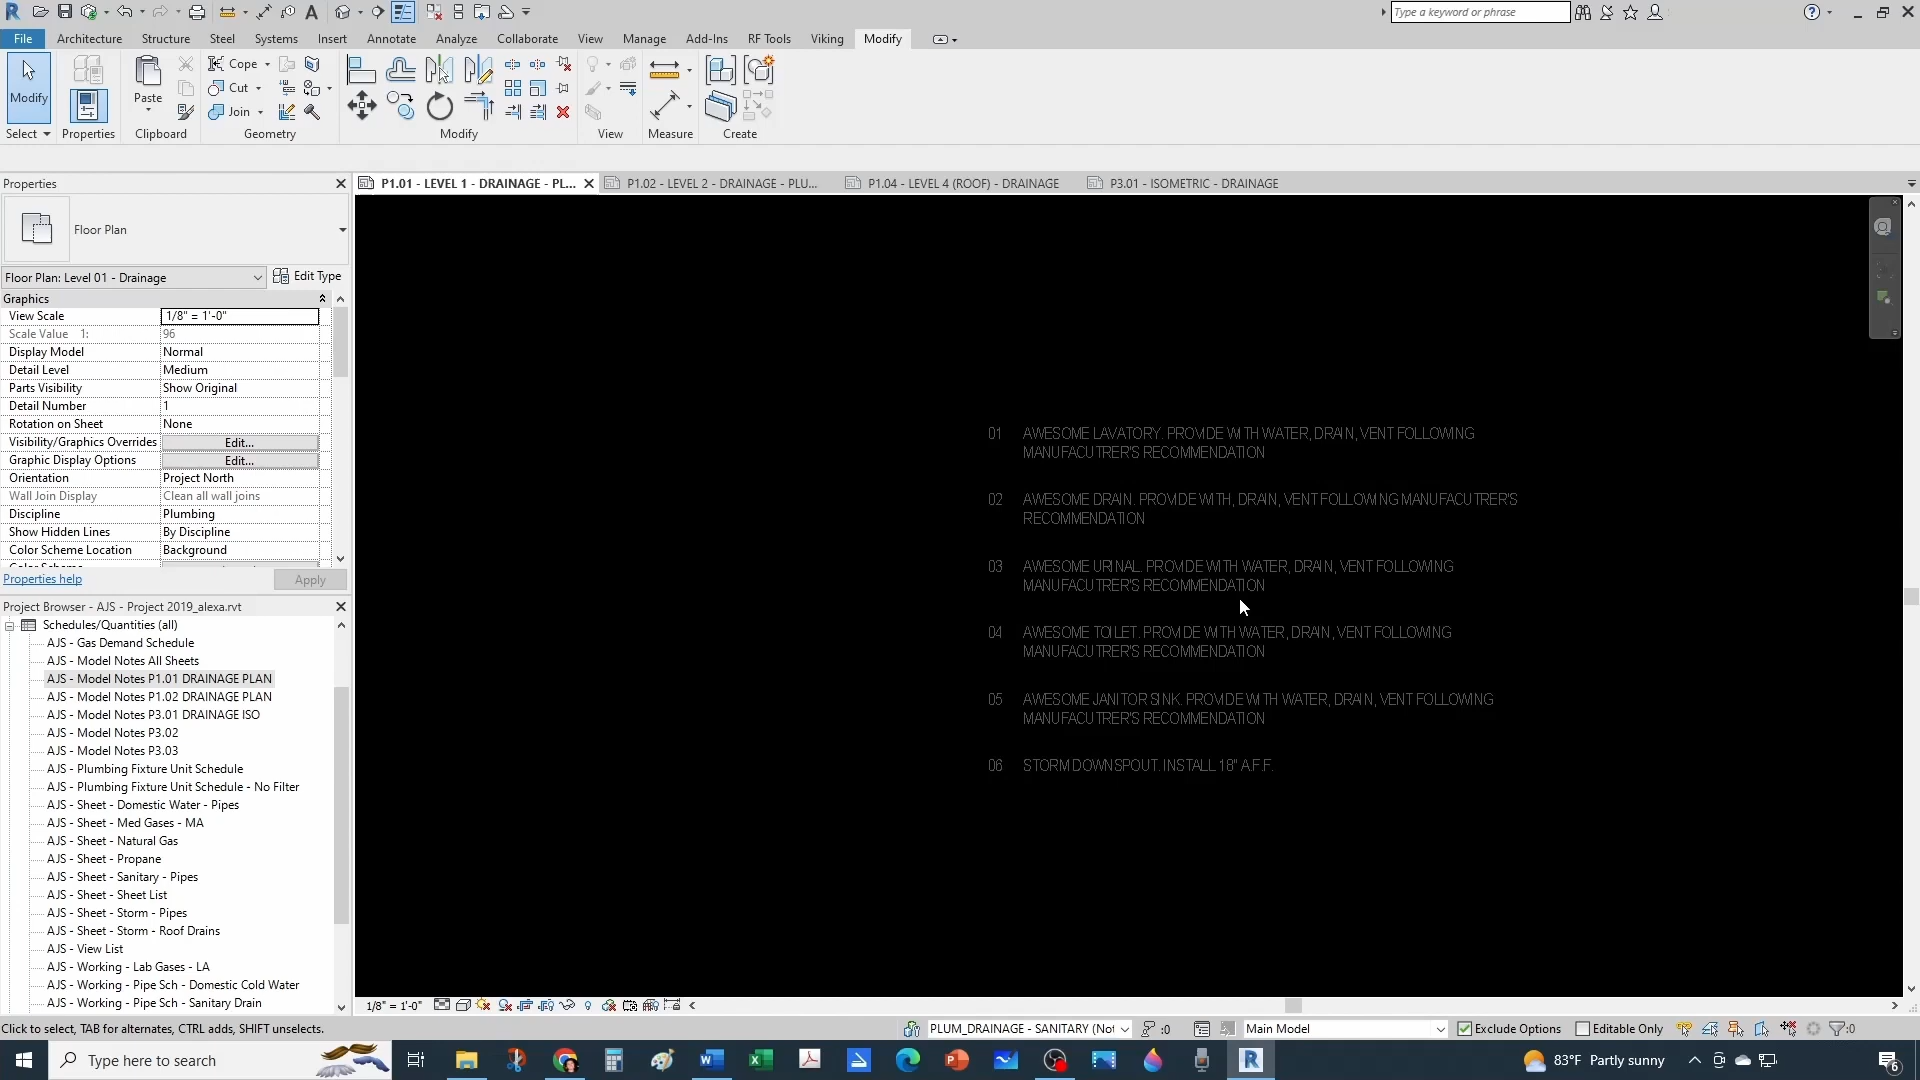 Type a keyword or phrase
File Architecture Structure Steel Systems Insert Annotate Analyze Collaborate View Manage Add-Ins RF Tools Viking Modify
Modify
Paste
Cope
Cut
Join
Select Properties Clipboard Geometry Modify View Measure Create
Properties
P1.01 - LEVEL 1 - DRAINAGE - PL... P1.02 - LEVEL 2 - DRAINAGE - PLU... P1.04 - LEVEL 4 (ROOF) - DRAINAGE P3.01 - ISOMETRIC - DRAINAGE
Floor Plan
Floor Plan: Level 01 - Drainage Edit Type
Graphics
View Scale 1/8" = 1'-0"
Scale Value 1: 96
Display Model Normal
Detail Level Medium
Parts Visibility Show Original
Detail Number 1
Rotation on Sheet None
Visibility/Graphics Overrides Edit...
Graphic Display Options Edit...
Orientation Project North
Wall Join Display Clean all wall joins
Discipline Plumbing
Show Hidden Lines By Discipline
Color Scheme Location Background
Properties help Apply
Project Browser - AJS - Project 2019_alexa.rvt
Schedules/Quantities (all)
AJS - Gas Demand Schedule
AJS - Model Notes All Sheets
AJS - Model Notes P1.01 DRAINAGE PLAN
AJS - Model Notes P1.02 DRAINAGE PLAN
AJS - Model Notes P3.01 DRAINAGE ISO
AJS - Model Notes P3.02
AJS - Model Notes P3.03
AJS - Plumbing Fixture Unit Schedule
AJS - Plumbing Fixture Unit Schedule - No Filter
AJS - Sheet - Domestic Water - Pipes
AJS - Sheet - Med Gases - MA
AJS - Sheet - Natural Gas
AJS - Sheet - Propane
AJS - Sheet - Sanitary - Pipes
AJS - Sheet - Sheet List
AJS - Sheet - Storm - Pipes
AJS - Sheet - Storm - Roof Drains
AJS - View List
AJS - Working - Lab Gases - LA
AJS - Working - Pipe Sch - Domestic Cold Water
AJS - Working - Pipe Sch - Sanitary Drain
01 AWESOME LAVATORY. PROVIDE WITH WATER, DRAIN, VENT FOLLOWING
MANUFACUTRER'S RECOMMENDATION
02 AWESOME DRAIN. PROVIDE WITH, DRAIN, VENT FOLLOWING MANUFACUTRER'S
RECOMMENDATION
03 AWESOME URINAL. PROVIDE WITH WATER, DRAIN, VENT FOLLOWING
MANUFACUTRER'S RECOMMENDATION
04 AWESOME TOILET. PROVIDE WITH WATER, DRAIN, VENT FOLLOWING
MANUFACUTRER'S RECOMMENDATION
05 AWESOME JANITOR SINK. PROVIDE WITH WATER, DRAIN, VENT FOLLOWING
MANUFACUTRER'S RECOMMENDATION
06 STORM DOWNSPOUT. INSTALL 18" A.F.F.
1/8" = 1'-0"
Click to select, TAB for alternates, CTRL adds, SHIFT unselects. :0 PLUM_DRAINAGE - SANITARY (Not Main Model Exclude Options Editable Only :0
Type here to search 83°F Partly sunny 6